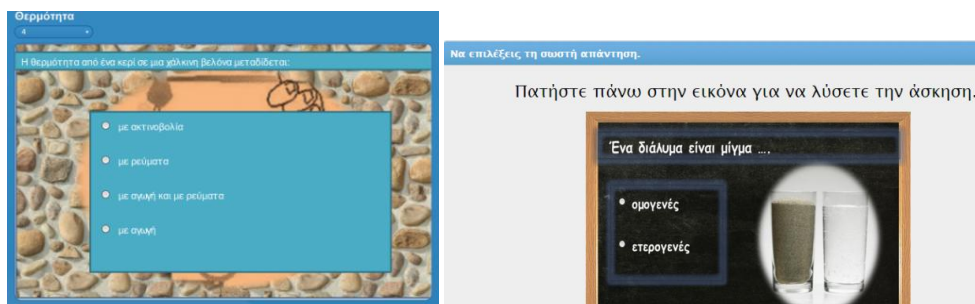 Θερμότητα
4
Η θερμότητα από ένα κερί σε μια χάλκινη βελόνα μεταδίδεται:
με ακτινοβολία
με ρεύματα
με αγωγή και με ρεύματα
με αγωγή
Να επιλέξεις τη σωστή απάντηση.
Πατήστε πάνω στην εικόνα για να λύσετε την άσκηση.
Ένα διάλυμα είναι μίγμα ....
ομογενές
ετερογενές